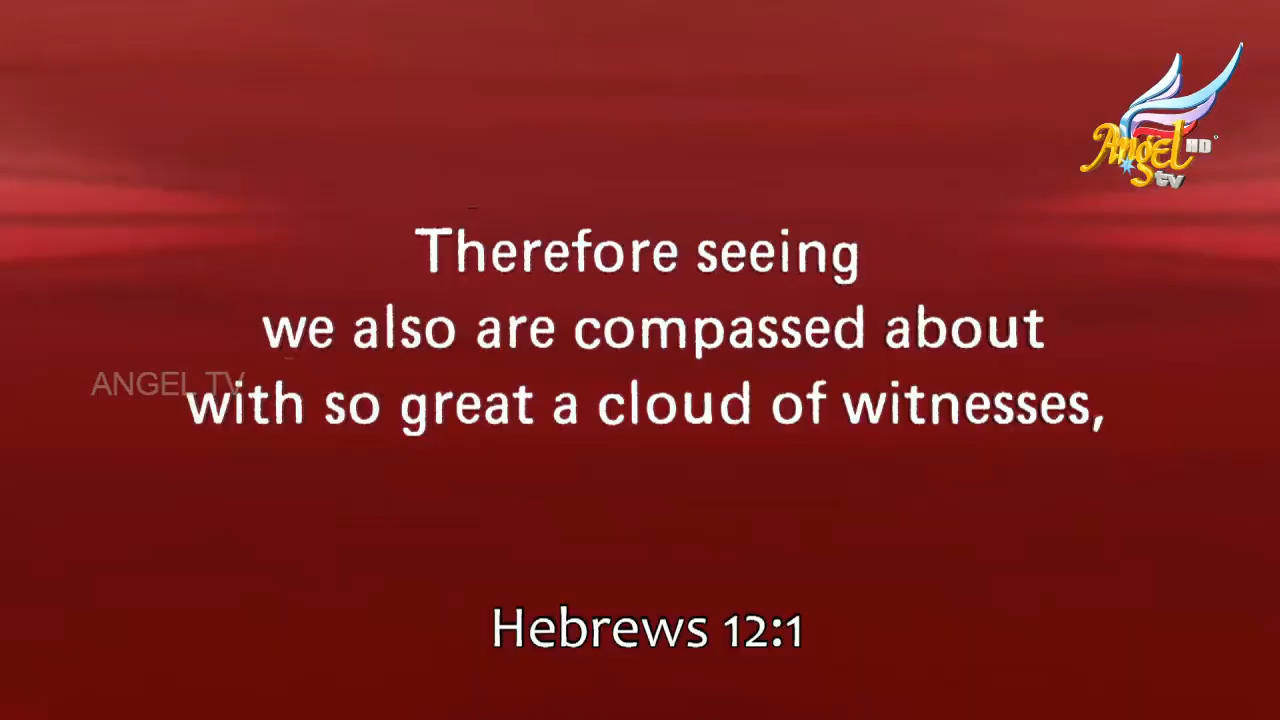 Angel HD
tv
Therefore seeing
we also are compassed about
ANGEL TV
with so great a cloud of witnesses,
Hebrews 12:1